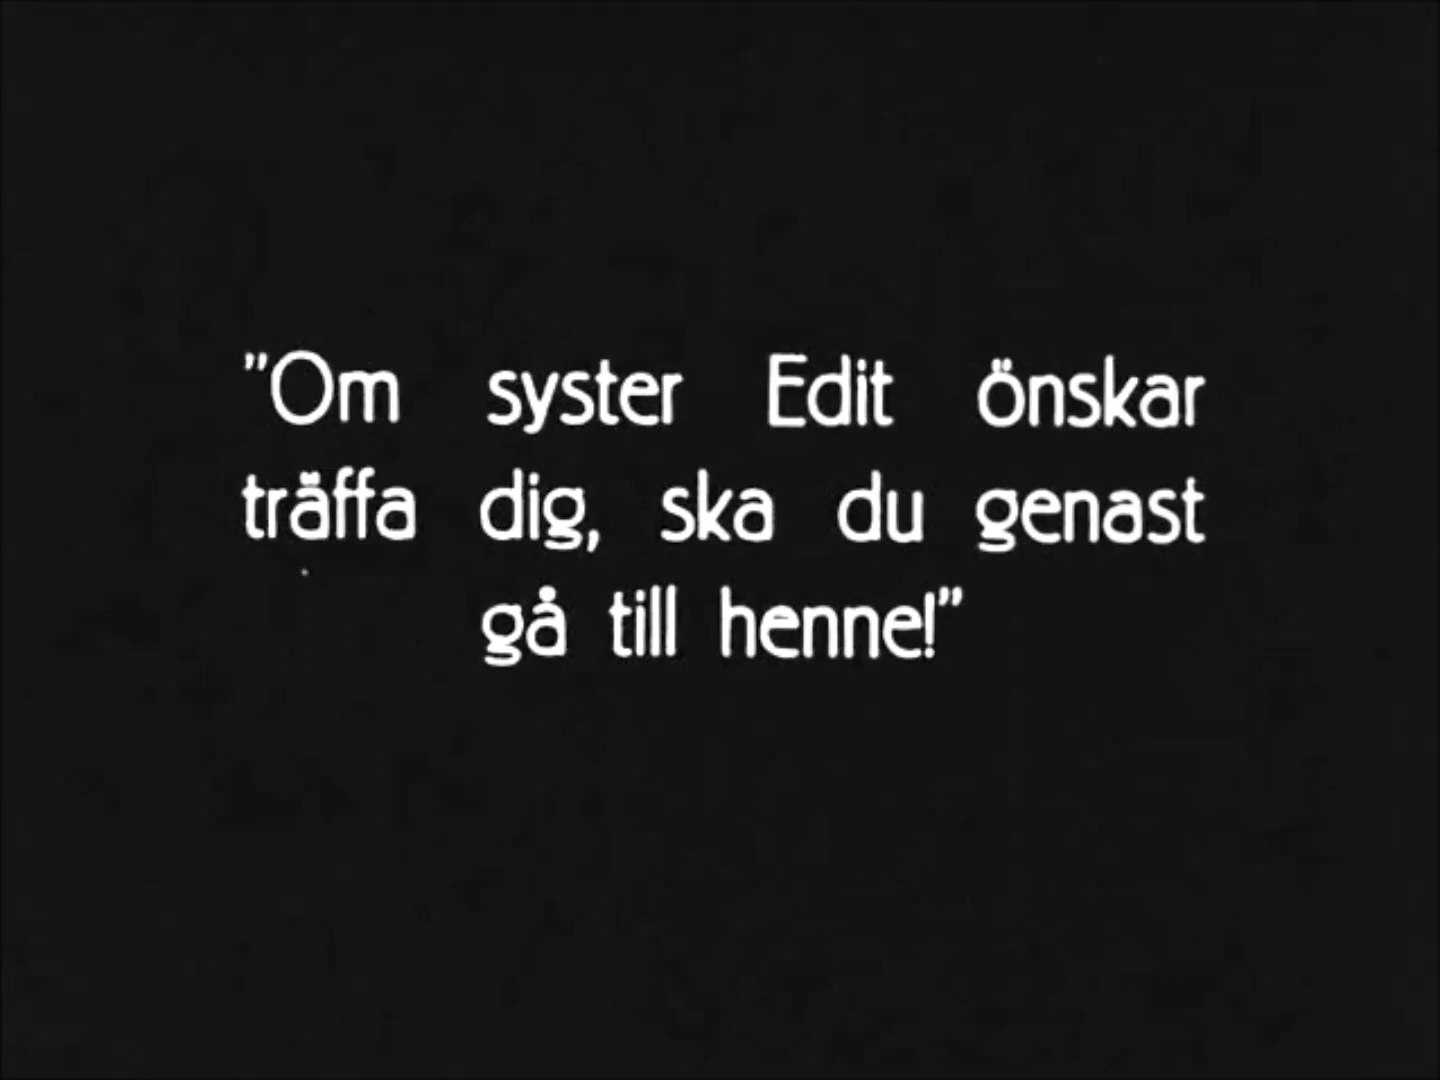 ”Om syster Edit önskar
träffa dig, ska du genast
gå till henne!”